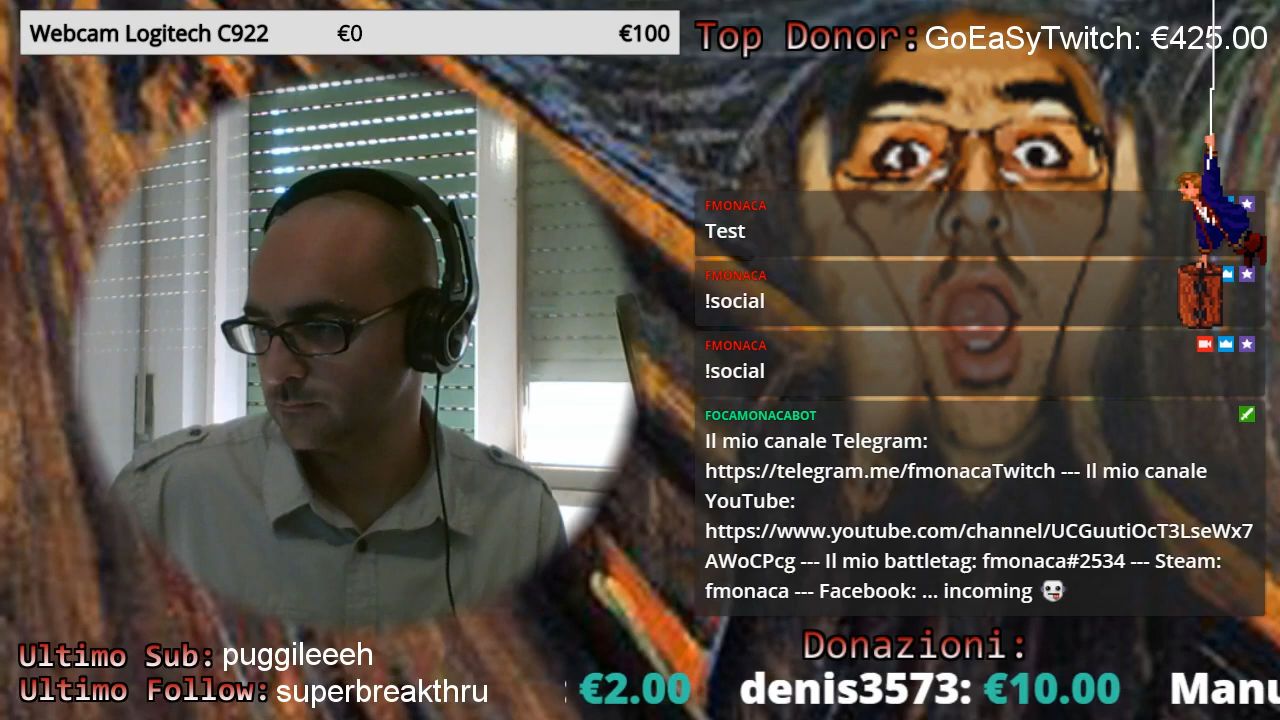 Webcam Logitech C922 €0 €100
Top Donor: GoEaSyTwitch: €425.00
FMONACA
Test
FMONACA
!social
FMONACA
!social
FOCAMONACABOT
Il mio canale Telegram:
https://telegram.me/fmonacaTwitch --- Il mio canale
YouTube:
https://www.youtube.com/channel/UCGuutiOcT3LseWx7
AWoCPcg --- Il mio battletag: fmonaca#2534 --- Steam:
fmonaca --- Facebook: ... incoming
Ultimo Sub: puggileeeh
Ultimo Follow: superbreakthru
Donazioni:
: €2.00 denis3573: €10.00 Manu